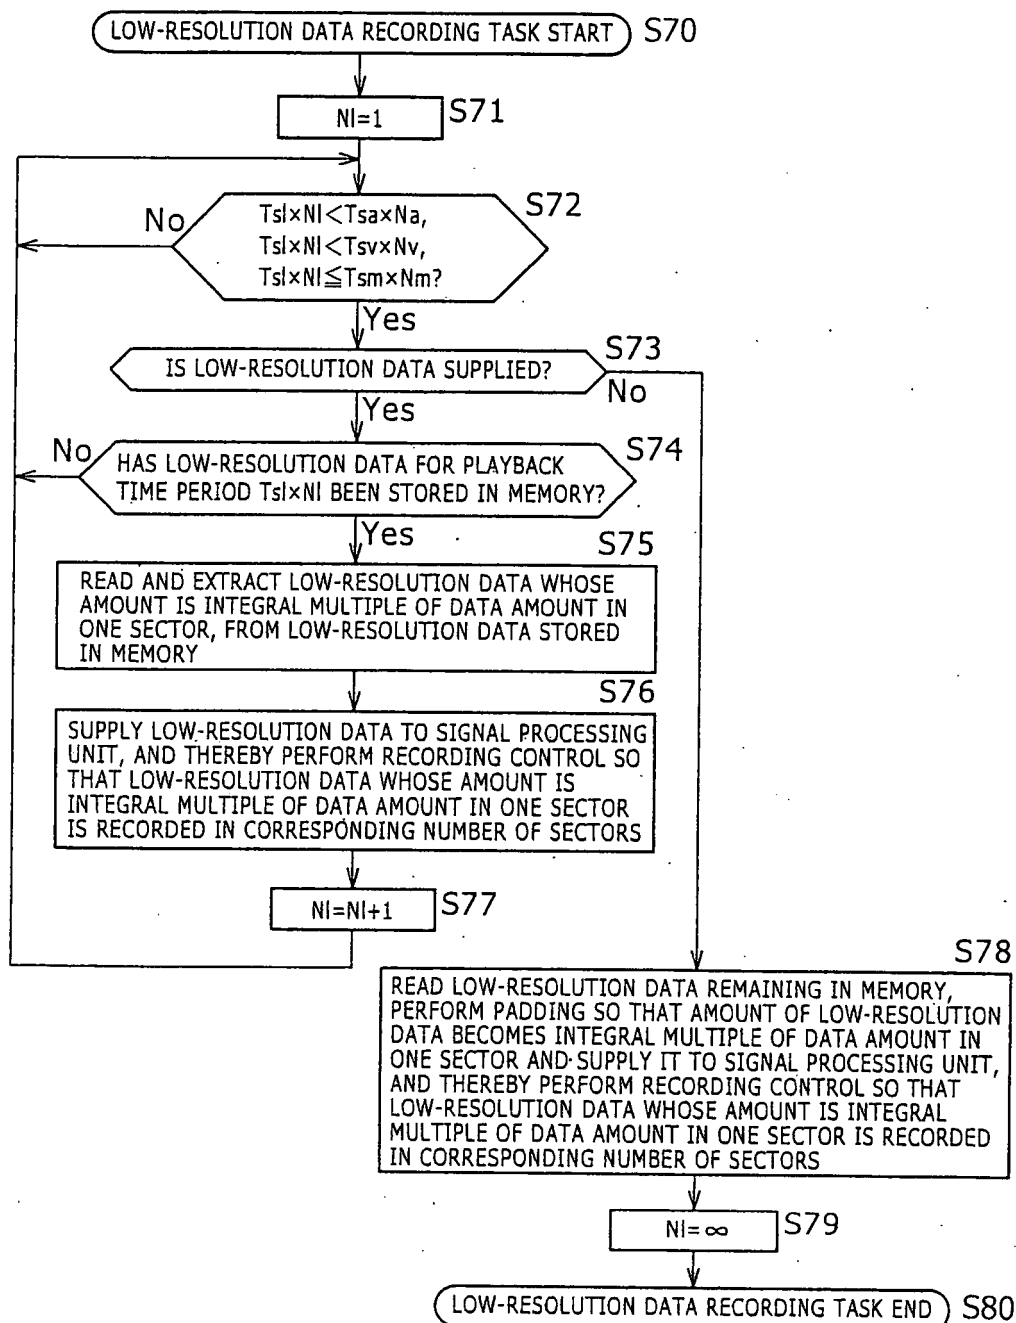 LOW-RESOLUTION DATA RECORDING TASK START S70
Nl=1 S71
S72
No
Tsl×Nl<Tsa×Na,
Tsl×Nl<Tsv×Nv,
Tsl×Nl≦Tsm×Nm?
Yes
S73
IS LOW-RESOLUTION DATA SUPPLIED?
No
Yes
S74
No
HAS LOW-RESOLUTION DATA FOR PLAYBACK
TIME PERIOD Tsl×Nl BEEN STORED IN MEMORY?
Yes
S75
READ AND EXTRACT LOW-RESOLUTION DATA WHOSE
AMOUNT IS INTEGRAL MULTIPLE OF DATA AMOUNT IN
ONE SECTOR, FROM LOW-RESOLUTION DATA STORED
IN MEMORY
S76
SUPPLY LOW-RESOLUTION DATA TO SIGNAL PROCESSING
UNIT, AND THEREBY PERFORM RECORDING CONTROL SO
THAT LOW-RESOLUTION DATA WHOSE AMOUNT IS
INTEGRAL MULTIPLE OF DATA AMOUNT IN ONE SECTOR
IS RECORDED IN CORRESPONDING NUMBER OF SECTORS
Nl=Nl+1 S77
S78
READ LOW-RESOLUTION DATA REMAINING IN MEMORY,
PERFORM PADDING SO THAT AMOUNT OF LOW-RESOLUTION
DATA BECOMES INTEGRAL MULTIPLE OF DATA AMOUNT IN
ONE SECTOR AND SUPPLY IT TO SIGNAL PROCESSING UNIT,
AND THEREBY PERFORM RECORDING CONTROL SO THAT
LOW-RESOLUTION DATA WHOSE AMOUNT IS INTEGRAL
MULTIPLE OF DATA AMOUNT IN ONE SECTOR IS RECORDED
IN CORRESPONDING NUMBER OF SECTORS
Nl=∞ S79
LOW-RESOLUTION DATA RECORDING TASK END S80